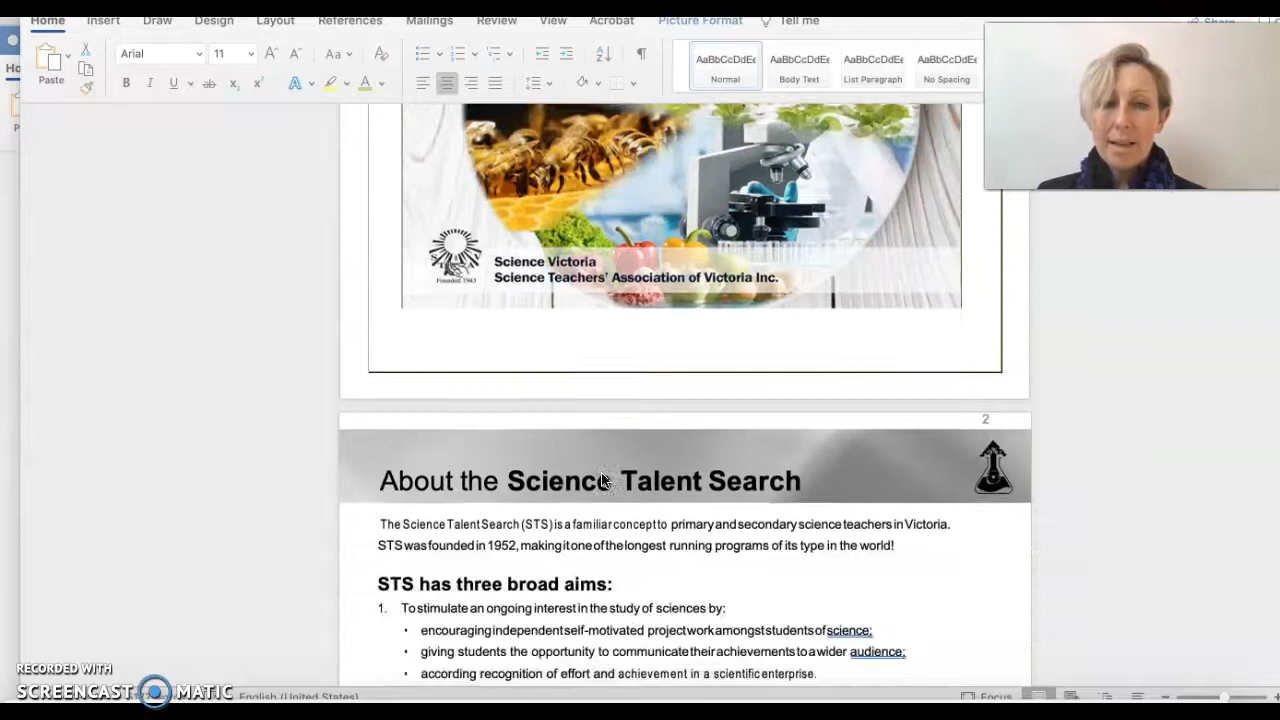 Home Insert Draw Design Layout References Mailings Review View Acrobat Picture Format Tell me Share
Paste Arial 11 Aa
AaBbCcDdEe AaBbCcDdEe AaBbCcDdEe AaBbCcDdEe
Normal Body Text List Paragraph No Spacing
Science Victoria
Founded 1943
Science Teachers' Association of Victoria Inc.
2
About the Science Talent Search
The Science Talent Search (STS) is a familiar concept to primary and secondary science teachers in Victoria.
STS was founded in 1952, making it one of the longest running programs of its type in the world!
STS has three broad aims:
1. To stimulate an ongoing interest in the study of sciences by:
• encouraging independent self-motivated project work amongst students of science;
• giving students the opportunity to communicate their achievements to a wider audience;
• according recognition of effort and achievement in a scientific enterprise.
RECORDED WITH
SCREENCAST MATIC
English (United States)
Focus